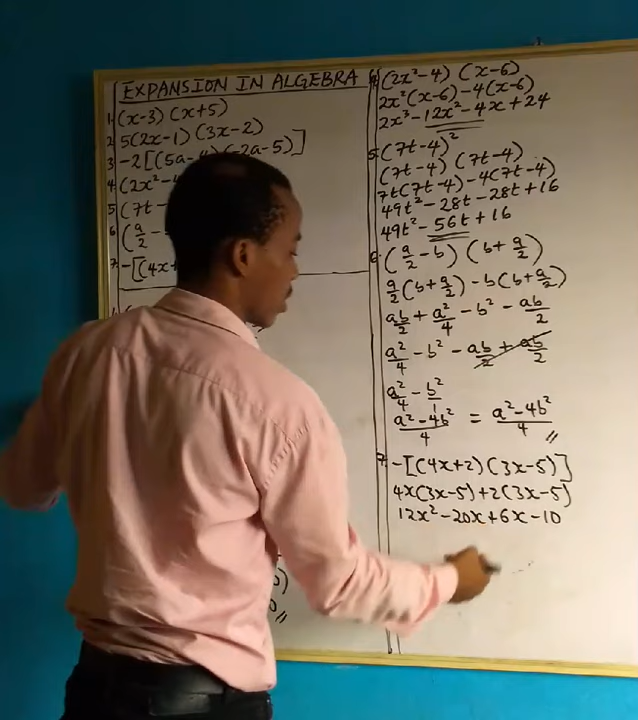 EXPANSION IN ALGEBRA
1. (x-3) (x+5)
2 5(2x-1) (3x-2)
3 -2[(5a-4)(-2a-5)]
4 (2x²-4
5 (7t-
6 (a/2 -
7 -[(4x+
4 (2x²-4) (x-6)
2x²(x-6) -4(x-6)
2x³-12x²-4x+24
5. (7t-4)²
(7t-4) (7t-4)
7t(7t-4) -4(7t-4)
49t²-28t-28t+16
49t²-56t+16
6 (a/2 - b) (b+a/2)
a/2(b+a/2) -b(b+a/2)
ab/2 + a²/4 - b² - ab/2
a²/4 - b² - ab/2 + ab/2
a²/4 - b²/1
a²-4b²/4 = a²-4b²/4 //
7. -[(4x+2)(3x-5)]
4x(3x-5)+2(3x-5)
12x²-20x+6x-10